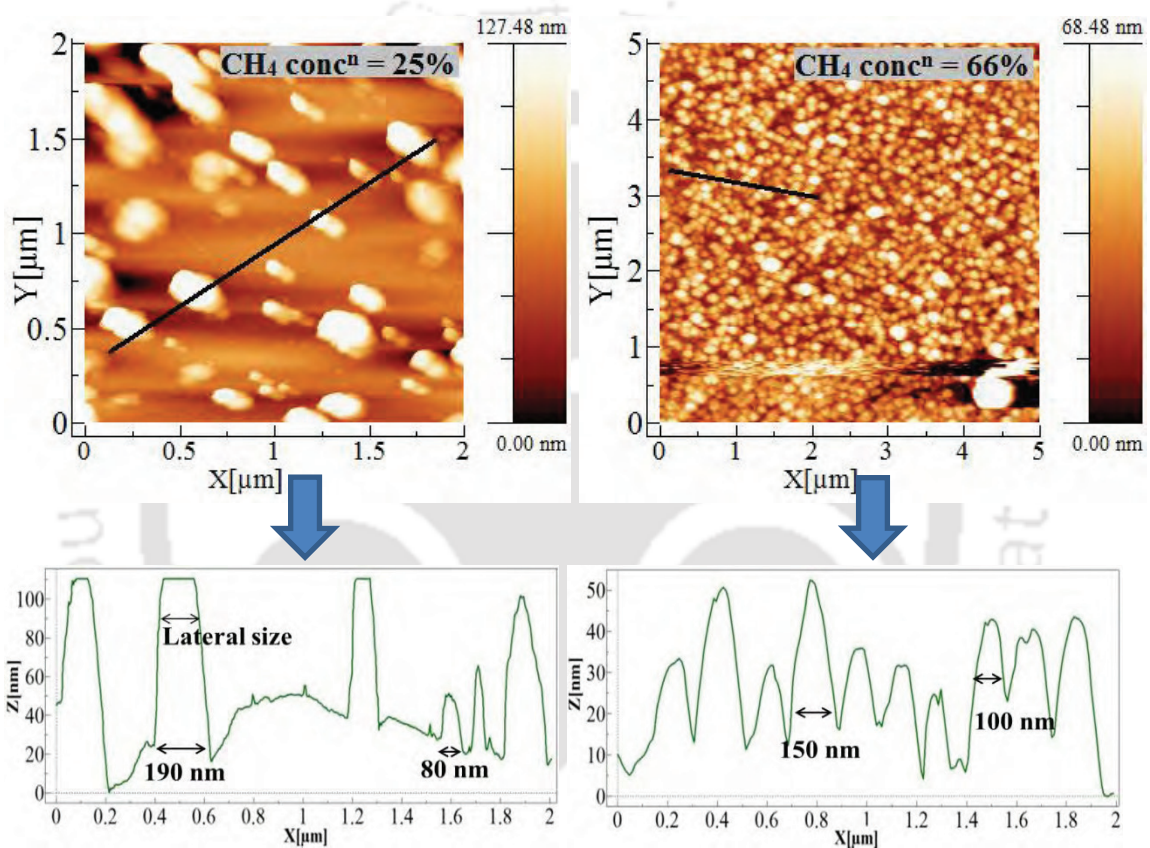 127.48 nm
CH₄ concⁿ = 25%
2
1.5
1
0.5
0
Y[µm]
0 0.5 1 1.5 2
X[µm]
0.00 nm
68.48 nm
CH₄ concⁿ = 66%
5
4
3
2
1
0
Y[µm]
0 1 2 3 4 5
X[µm]
0.00 nm
100
80
60
40
20
0
Z[nm]
Lateral size
190 nm
80 nm
0 0.2 0.4 0.6 0.8 1 1.2 1.4 1.6 1.8 2
X[µm]
50
40
30
20
10
0
Z[nm]
150 nm
100 nm
0 0.2 0.4 0.6 0.8 1 1.2 1.4 1.6 1.8 2
X[µm]
at